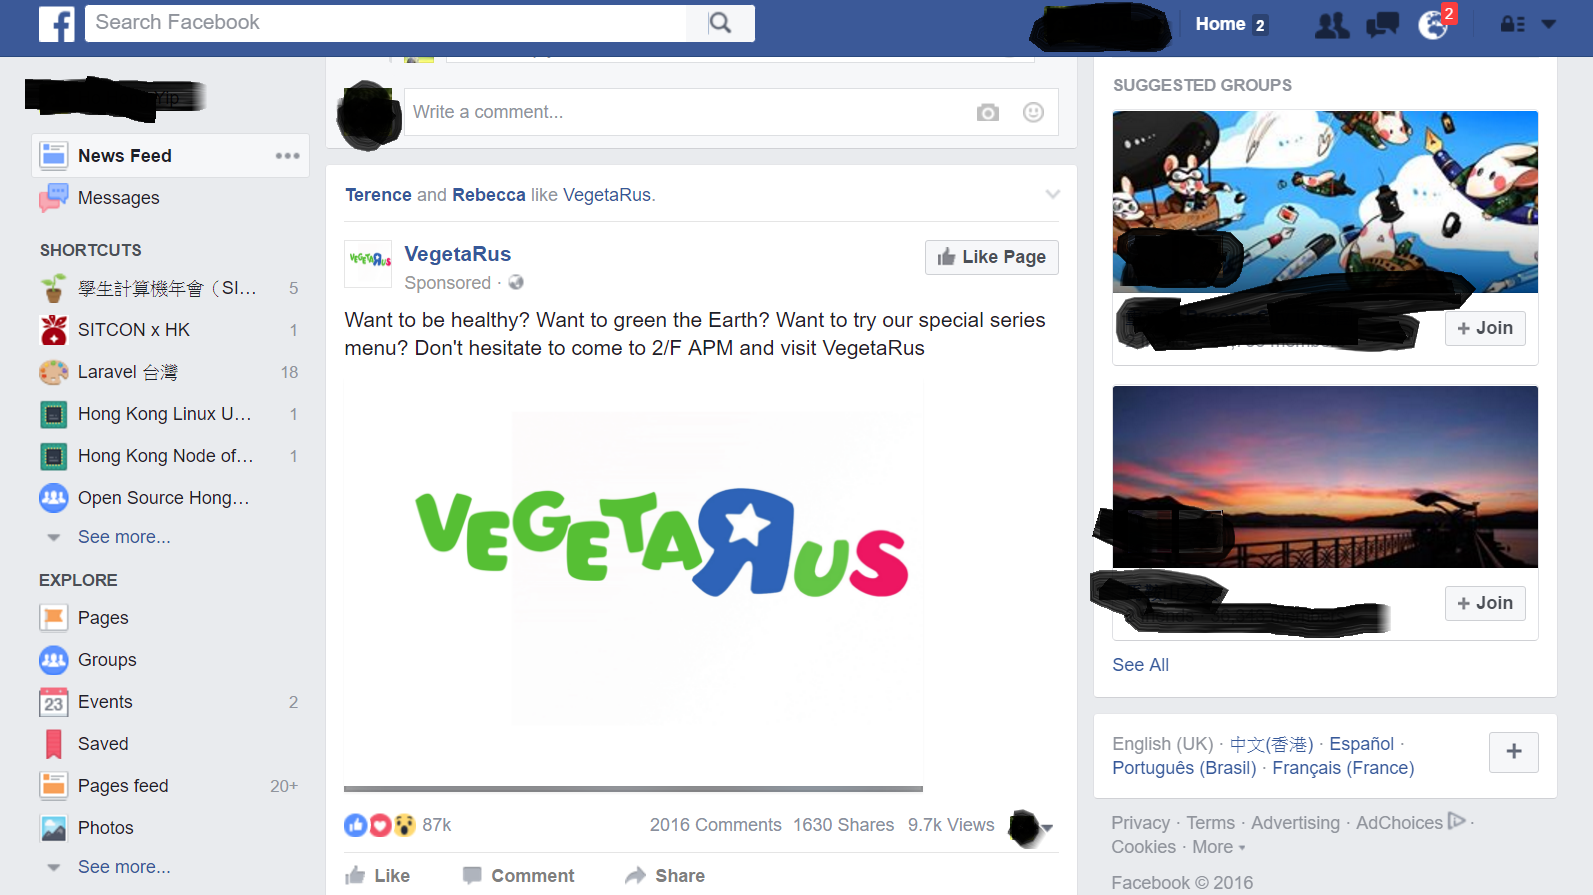 Search Facebook
Home 2
2
News Feed
Messages
SHORTCUTS
學生計算機年會（SI... 5
SITCON x HK 1
Laravel 台灣 18
Hong Kong Linux U... 1
Hong Kong Node of... 1
Open Source Hong...
See more...
EXPLORE
Pages
Groups
23 Events 2
Saved
Pages feed 20+
Photos
See more...
Write a comment...
Terence and Rebecca like VegetaRus.
VEGETARUS
VegetaRus
Sponsored ·
Like Page
Want to be healthy? Want to green the Earth? Want to try our special series
menu? Don't hesitate to come to 2/F APM and visit VegetaRus
VEGETARUS
87k
2016 Comments 1630 Shares 9.7k Views
Like Comment Share
SUGGESTED GROUPS
+ Join
+ Join
See All
English (UK) · 中文(香港) · Español ·
Português (Brasil) · Français (France)
+
Privacy · Terms · Advertising · AdChoices ·
Cookies · More
Facebook © 2016